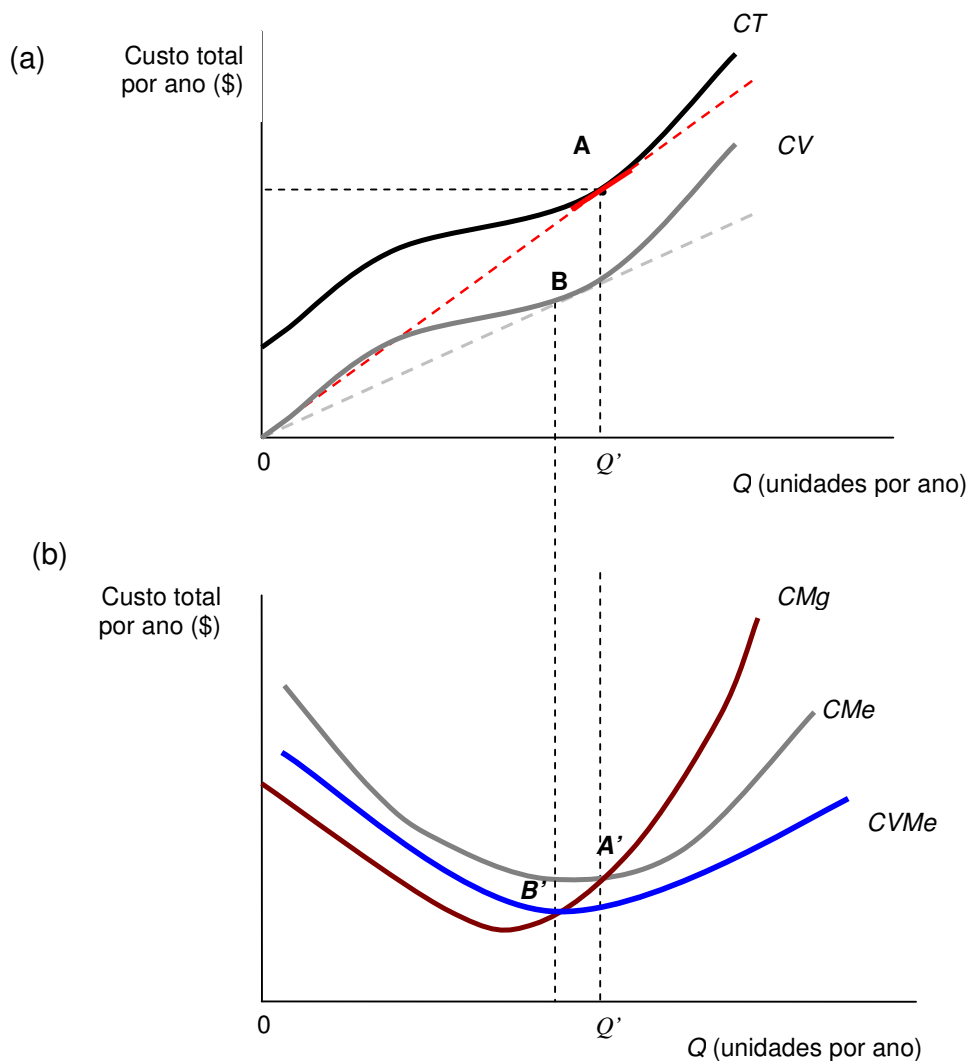 (a)
Custo total
por ano ($)
CT
CV
A
B
0
Q'
Q (unidades por ano)
(b)
Custo total
por ano ($)
CMg
CMe
CVMe
A'
B'
0
Q'
Q (unidades por ano)